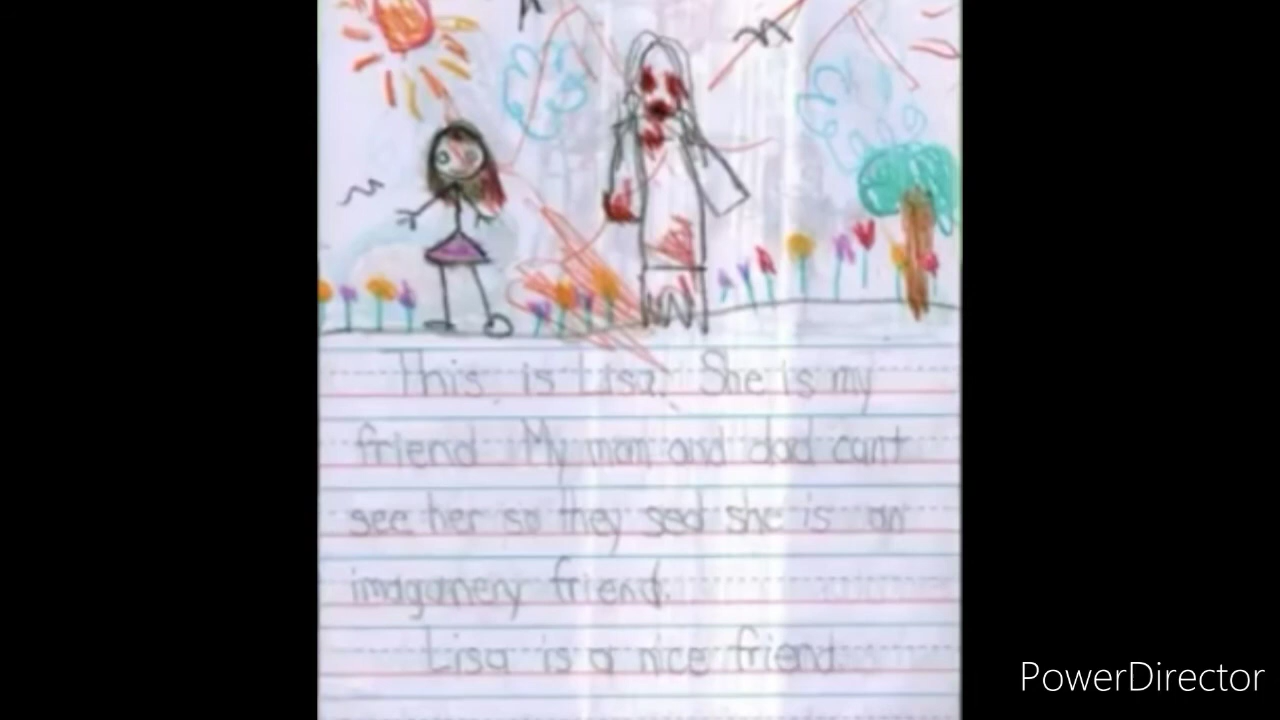 This is Lisa. She is my
friend. My mom and dad cant
see her so they sed she is an
imagamery friend.
Lisa is a nice friend.
PowerDirector